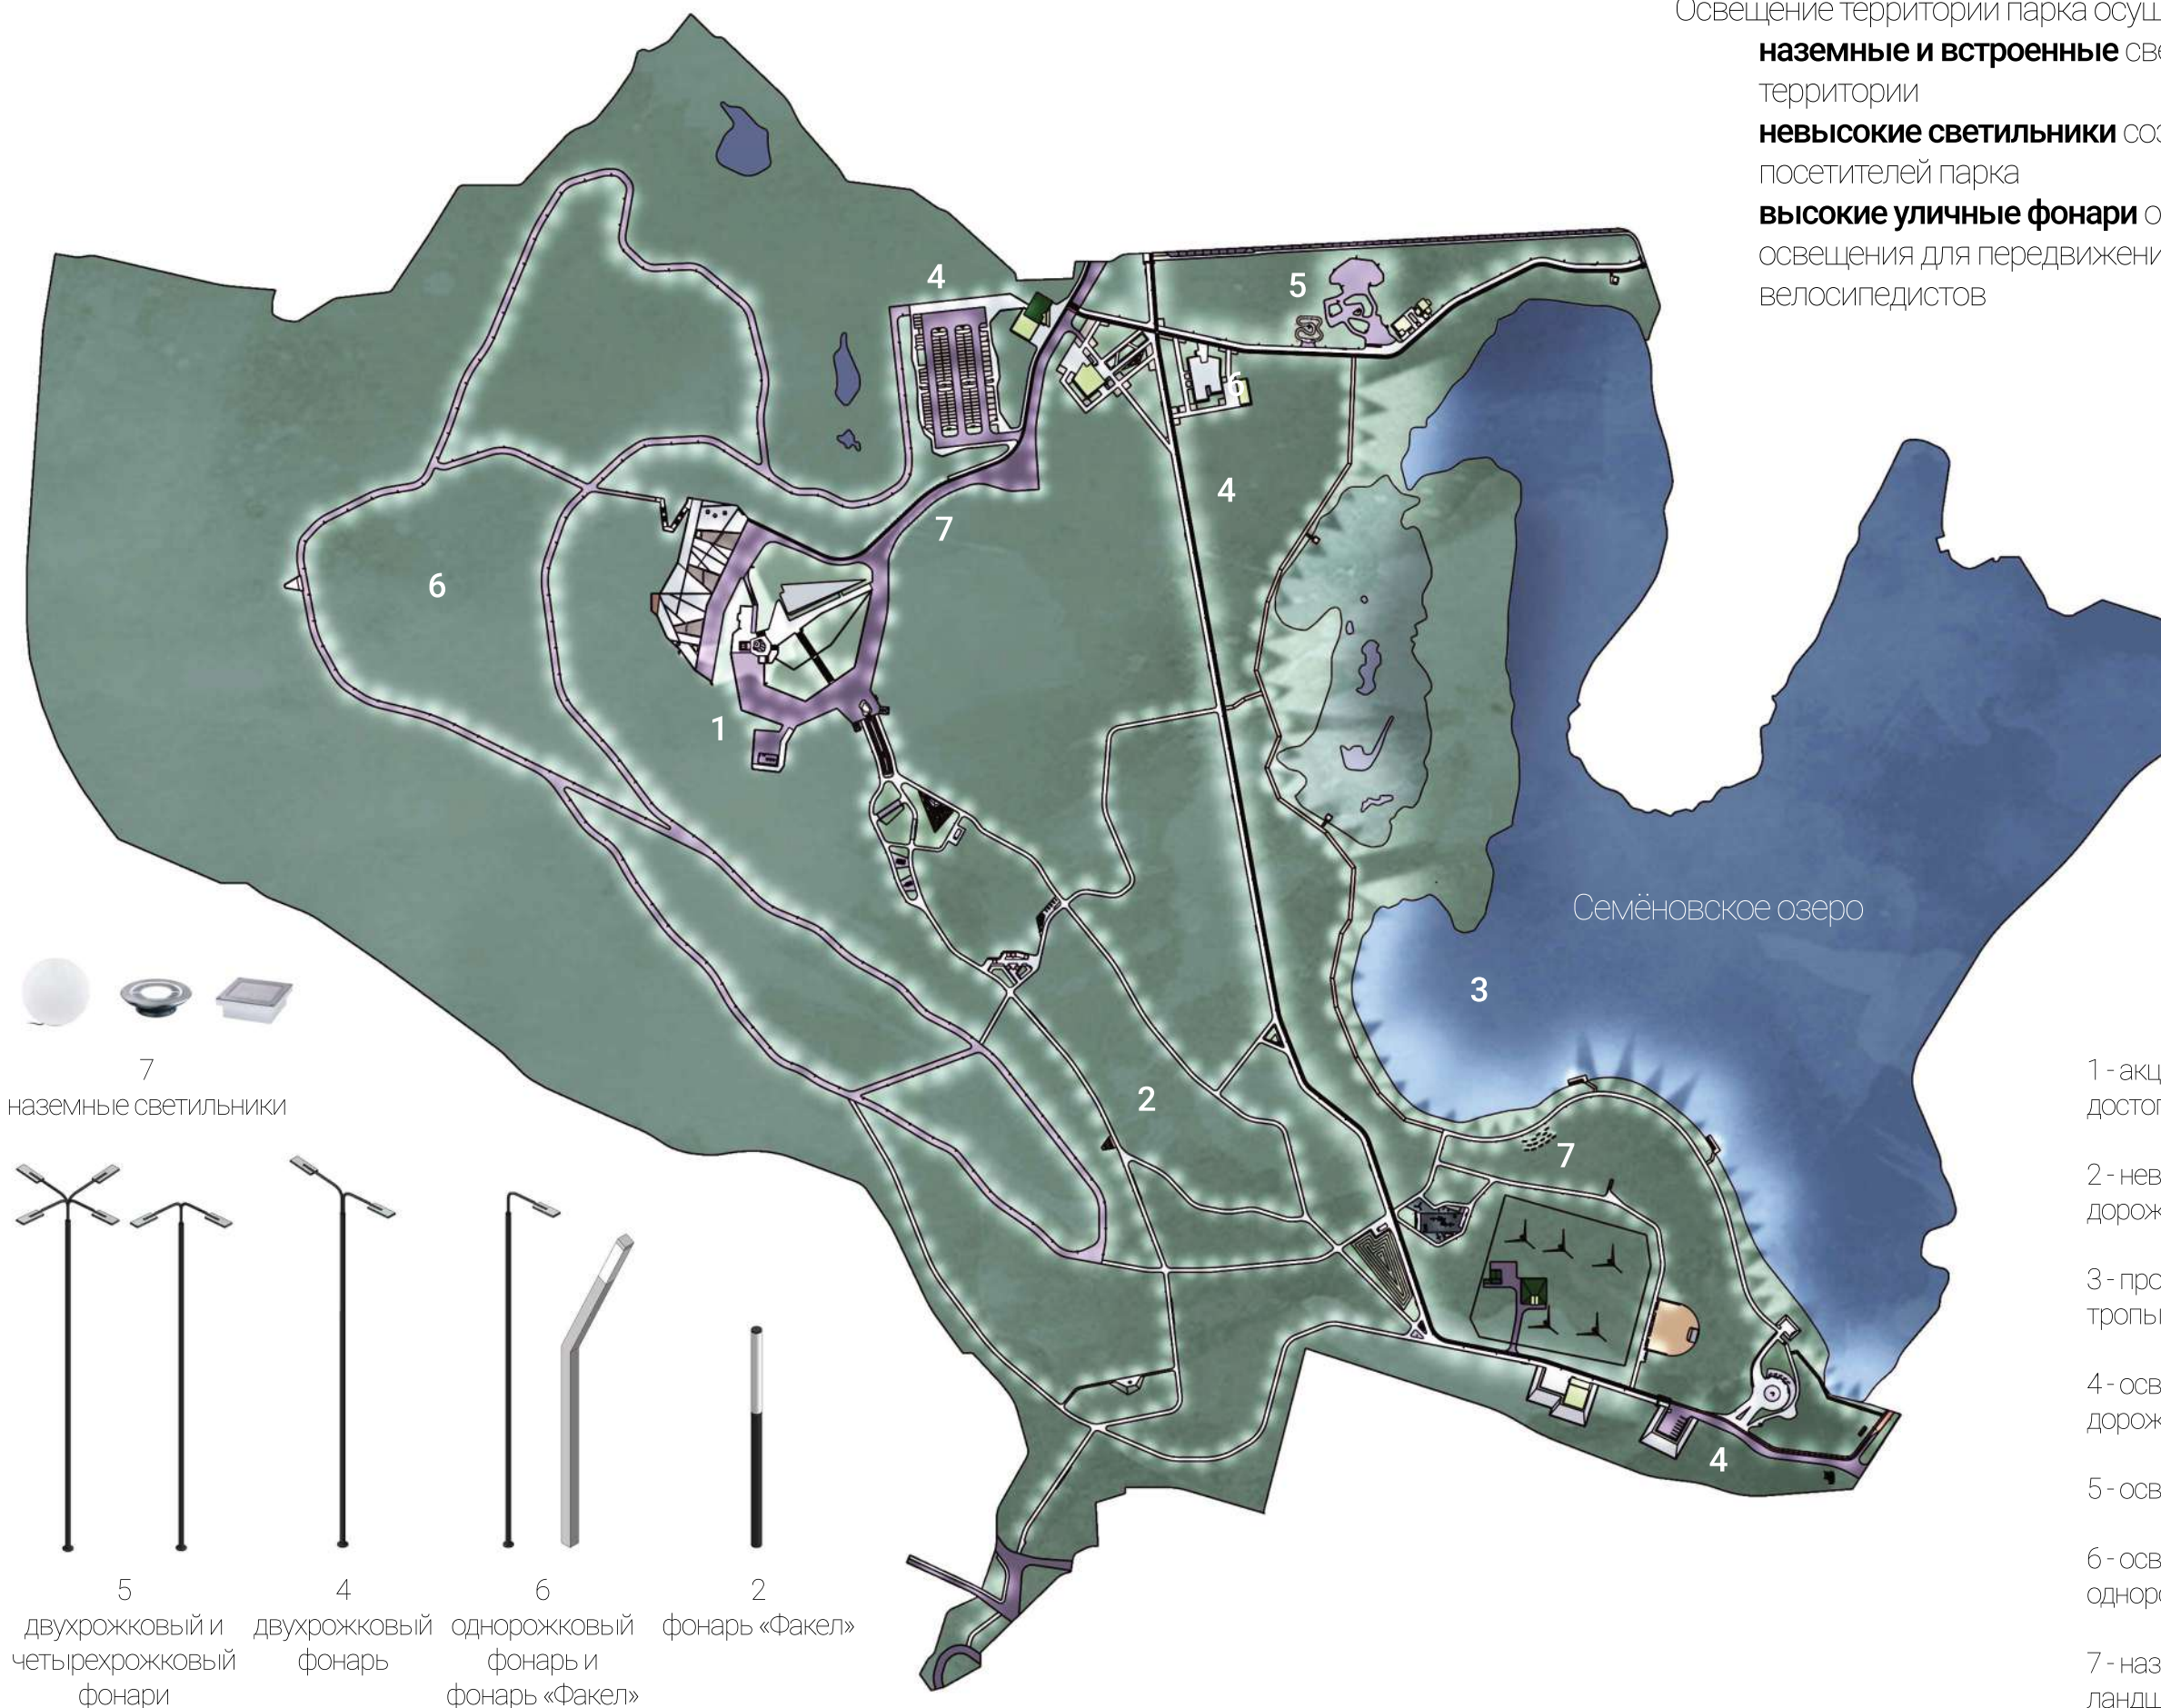 Освещение территории парка осущ
наземные и встроенные све
территории
невысокие светильники соз
посетителей парка
высокие уличные фонари о
освещения для передвижени
велосипедистов
4
5
6
4
7
6
1
Семёновское озеро
3
2
7
4
7
наземные светильники
5
двухрожковый и
четырехрожковый
фонари
4
двухрожковый
фонарь
6
однорожковый
фонарь и
фонарь «Факел»
2
фонарь «Факел»
1 - акц
достоп
2 - нев
дорож
3 - про
тропы
4 - осв
дорож
5 - осв
6 - осв
одноро
7 - наз
ландш